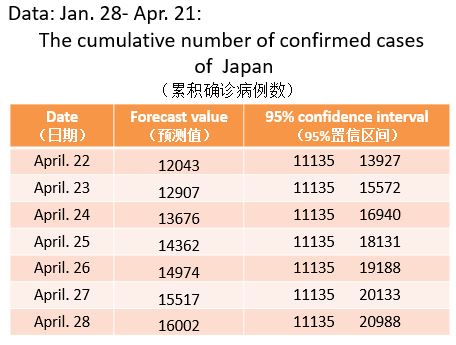 Data: Jan. 28- Apr. 21:
The cumulative number of confirmed cases
of Japan
（累积确诊病例数）
Date Forecast value 95% confidence interval
（日期） （预测值） （95%置信区间）
April. 22 12043 11135 13927
April. 23 12907 11135 15572
April. 24 13676 11135 16940
April. 25 14362 11135 18131
April. 26 14974 11135 19188
April. 27 15517 11135 20133
April. 28 16002 11135 20988